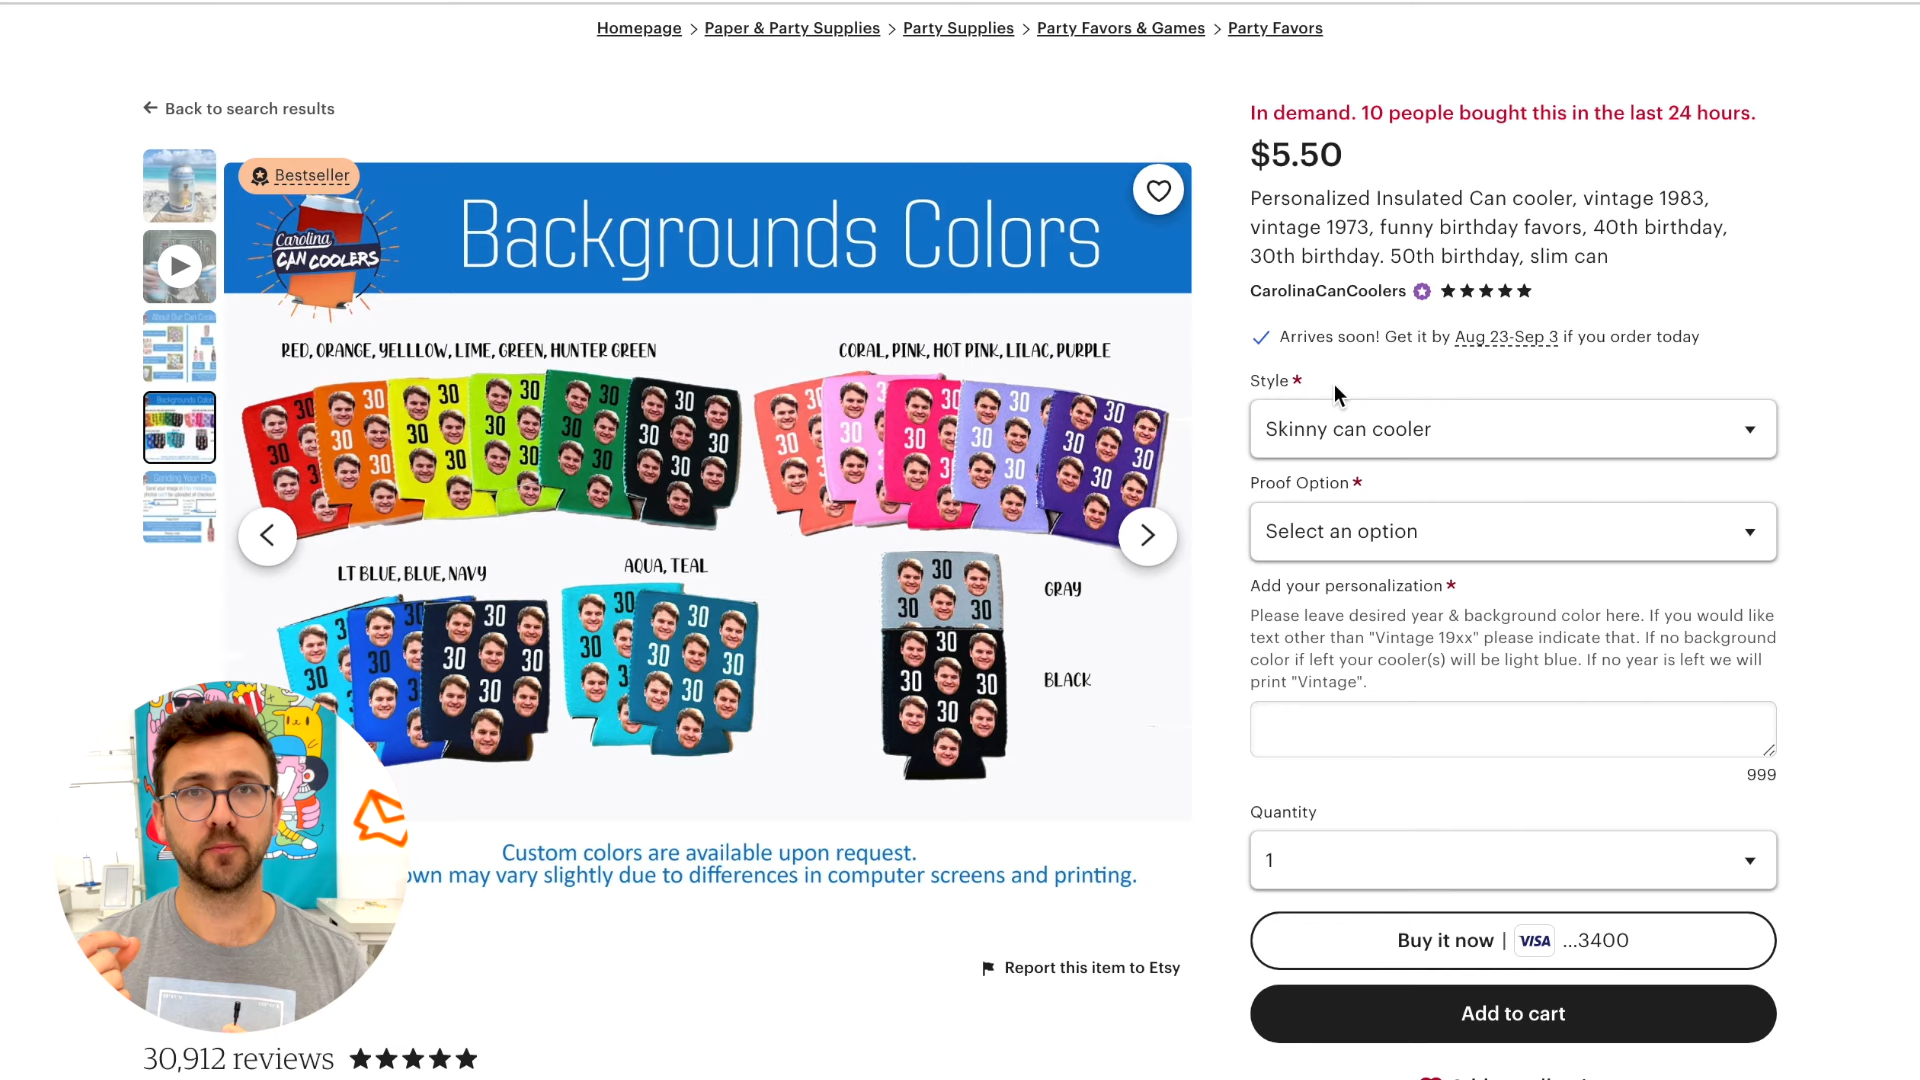 Homepage > Paper & Party Supplies > Party Supplies > Party Favors & Games > Party Favors
Back to search results
Bestseller
Carolina
CAN COOLERS
Backgrounds Colors
RED, ORANGE, YELLLOW, LIME, GREEN, HUNTER GREEN
CORAL, PINK, HOT PINK, LILAC, PURPLE
LT BLUE, BLUE, NAVY
AQUA, TEAL
GRAY
BLACK
30
Custom colors are available upon request.
own may vary slightly due to differences in computer screens and printing.
Report this item to Etsy
30,912 reviews
In demand. 10 people bought this in the last 24 hours.
$5.50
Personalized Insulated Can cooler, vintage 1983,
vintage 1973, funny birthday favors, 40th birthday,
30th birthday. 50th birthday, slim can
CarolinaCanCoolers
Arrives soon! Get it by Aug 23-Sep 3 if you order today
Style *
Skinny can cooler
Proof Option *
Select an option
Add your personalization *
Please leave desired year & background color here. If you would like
text other than "Vintage 19xx" please indicate that. If no background
color if left your cooler(s) will be light blue. If no year is left we will
print "Vintage".
999
Quantity
1
Buy it now | VISA ...3400
Add to cart